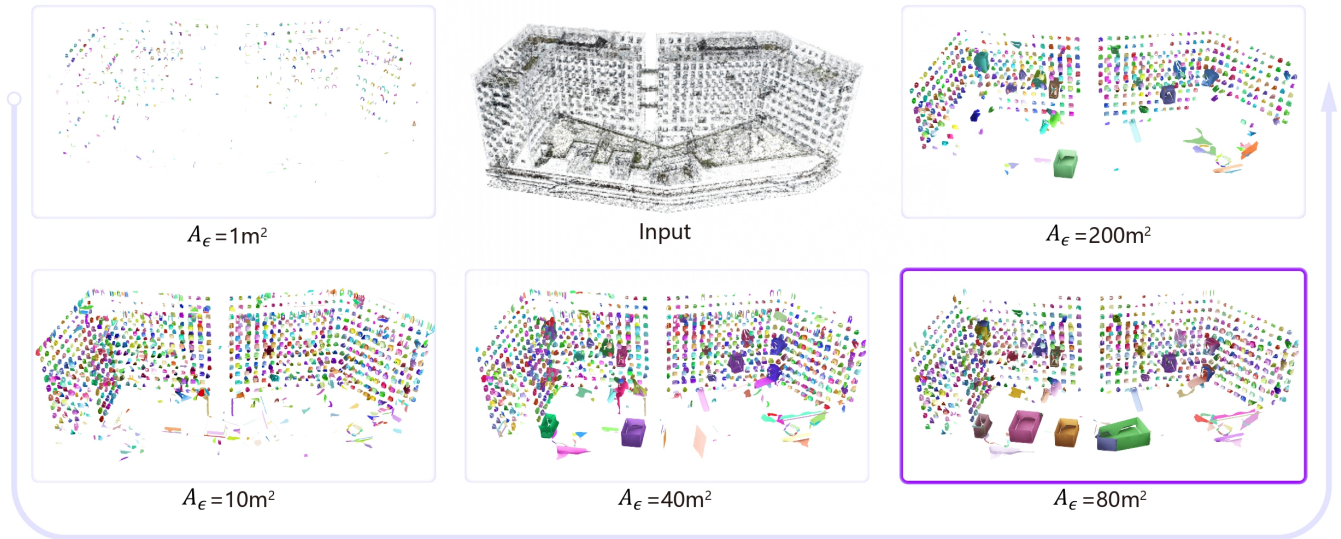 A_ϵ =1m²
Input
A_ϵ =200m²
A_ϵ =10m²
A_ϵ =40m²
A_ϵ =80m²